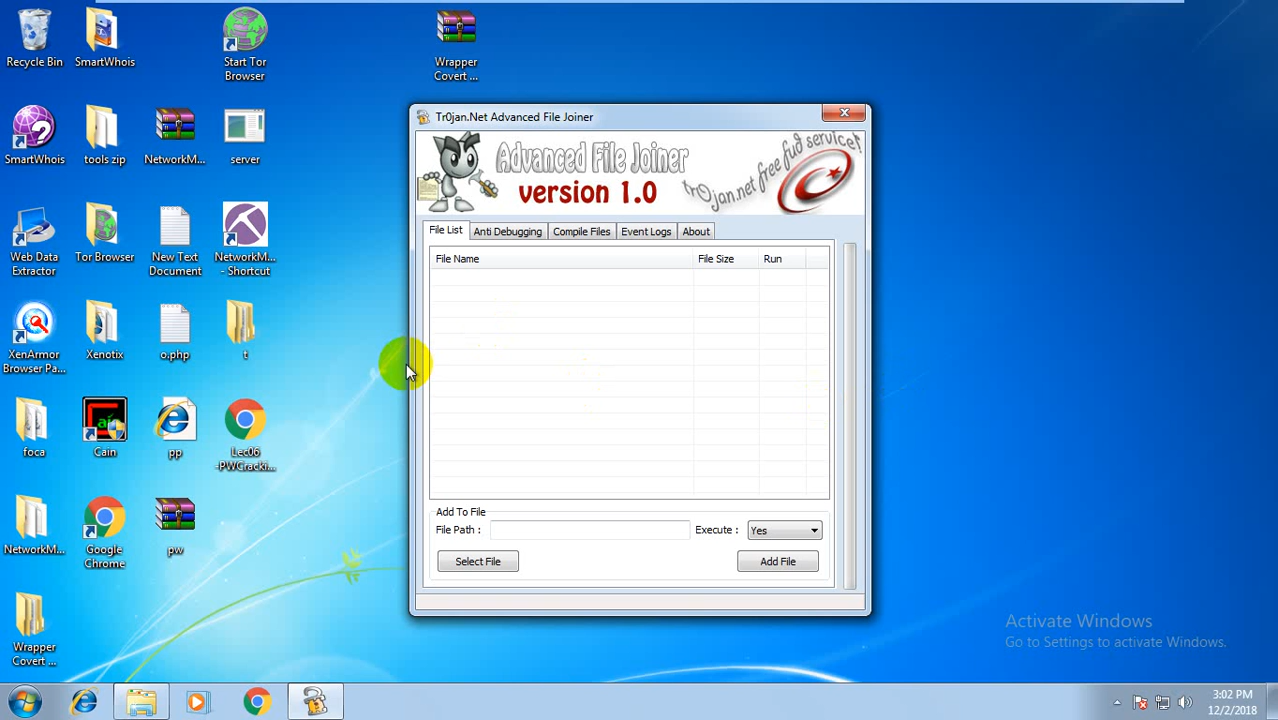 Recycle Bin
SmartWhois
Start Tor
Browser
Wrapper
Covert ...
SmartWhois
tools zip
NetworkM...
server
Web Data
Extractor
Tor Browser
New Text
Document
NetworkM...
- Shortcut
XenArmor
Browser Pa...
Xenotix
o.php
t
foca
Cain
pp
Lec06
-PWCracki...
NetworkM...
Google
Chrome
pw
Wrapper
Covert ...
Tr0jan.Net Advanced File Joiner
Advanced File Joiner
version 1.0
tr0jan.net free fud service!
File List
Anti Debugging
Compile Files
Event Logs
About
File Name
File Size
Run
Add To File
File Path :
Execute :
Yes
Select File
Add File
Activate Windows
Go to Settings to activate Windows.
3:02 PM
12/2/2018